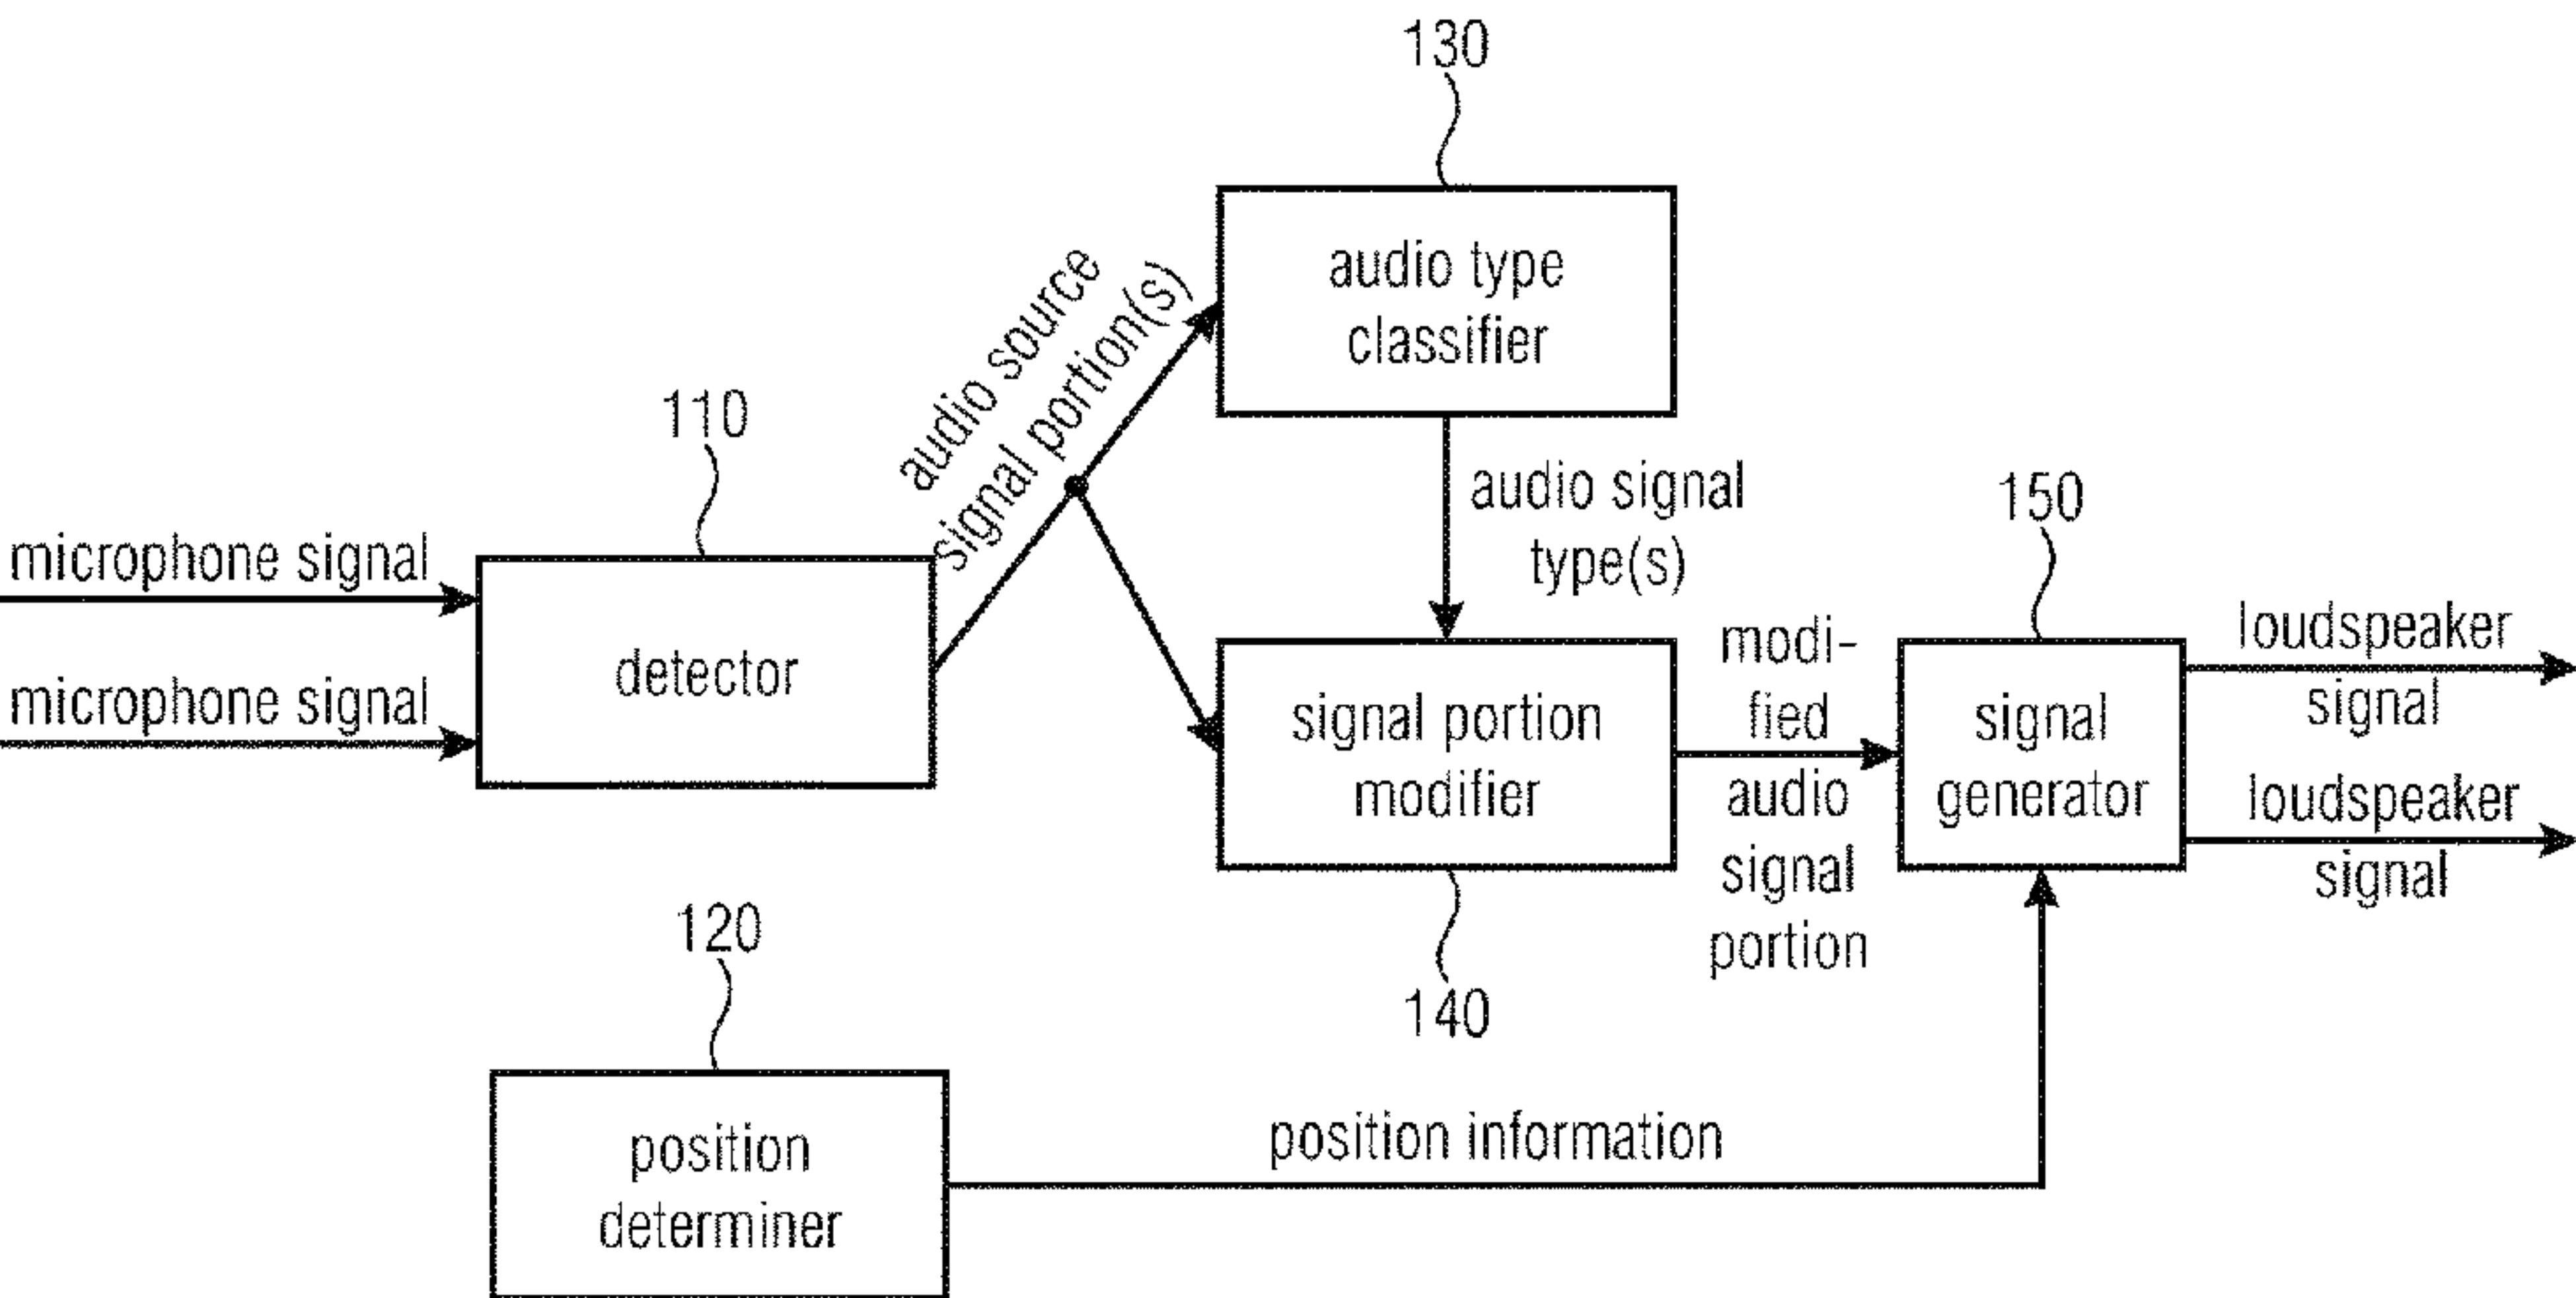 130
audio type
classifier
audio source
signal portion(s)
110
audio signal
type(s)
150
microphone signal
microphone signal
detector
signal portion
modifier
modi-
fied
audio
signal
portion
signal
generator
loudspeaker
signal
loudspeaker
signal
140
120
position
determiner
position information